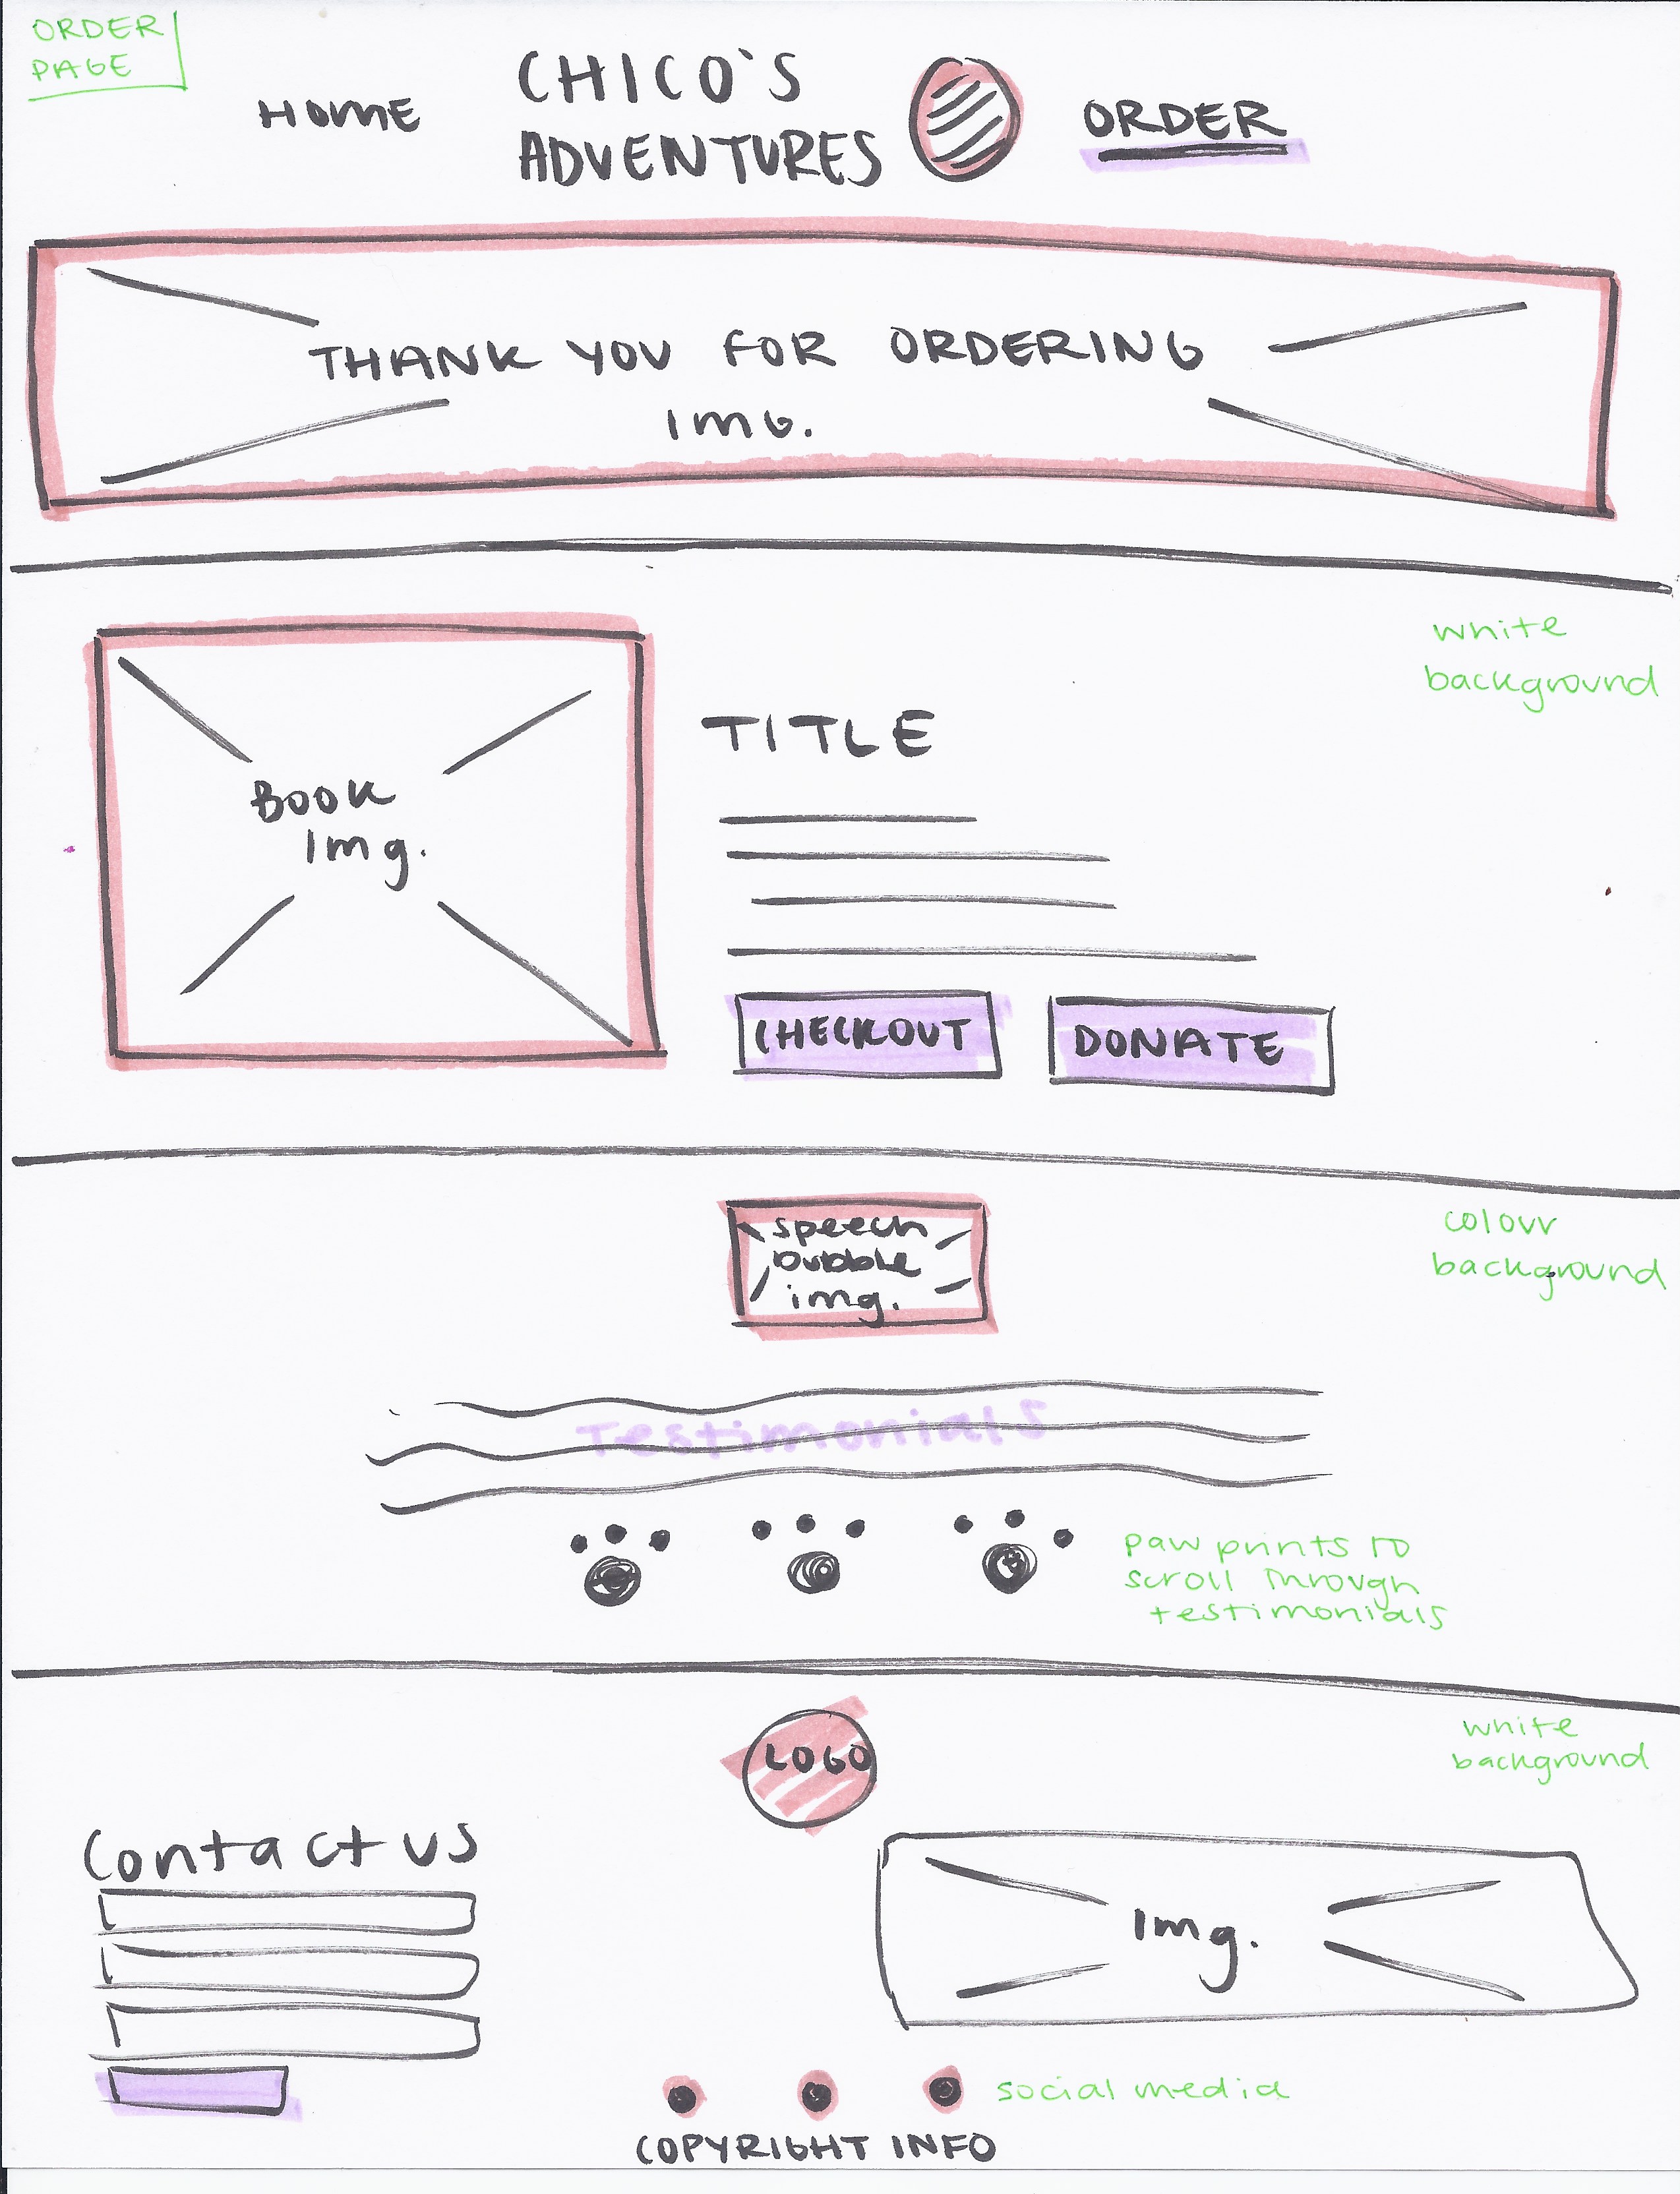 ORDER
PAGE
HOME
CHICO'S
ADVENTURES
ORDER
THANK YOU FOR ORDERING
IMG.
white
background
BOOK
Img.
TITLE
CHECKOUT
DONATE
colour
background
speech
bubble
img.
Testimonials
paw prints to
scroll through
testimonials
white
background
LOGO
Contact us
Img.
social media
COPYRIGHT INFO